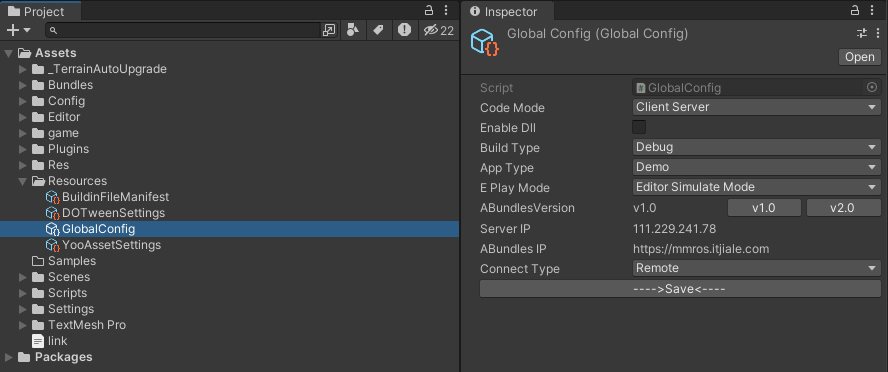 Project
22
Assets
_TerrainAutoUpgrade
Bundles
Config
Editor
game
Plugins
Res
Resources
BuildinFileManifest
DOTweenSettings
GlobalConfig
YooAssetSettings
Samples
Scenes
Scripts
Settings
TextMesh Pro
link
Packages
Inspector
Global Config (Global Config)
Open
Script GlobalConfig
Code Mode Client Server
Enable Dll
Build Type Debug
App Type Demo
E Play Mode Editor Simulate Mode
ABundlesVersion v1.0 v1.0 v2.0
Server IP 111.229.241.78
ABundles IP https://mmros.itjiale.com
Connect Type Remote
---->Save<----